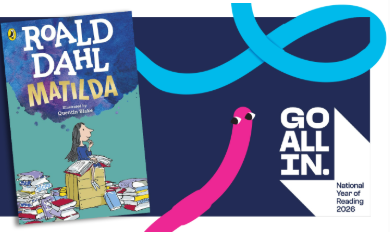 ROALD
DAHL
MATILDA
Illustrated by
Quentin Blake
GO
ALL
IN.
National
Year of
Reading
2026